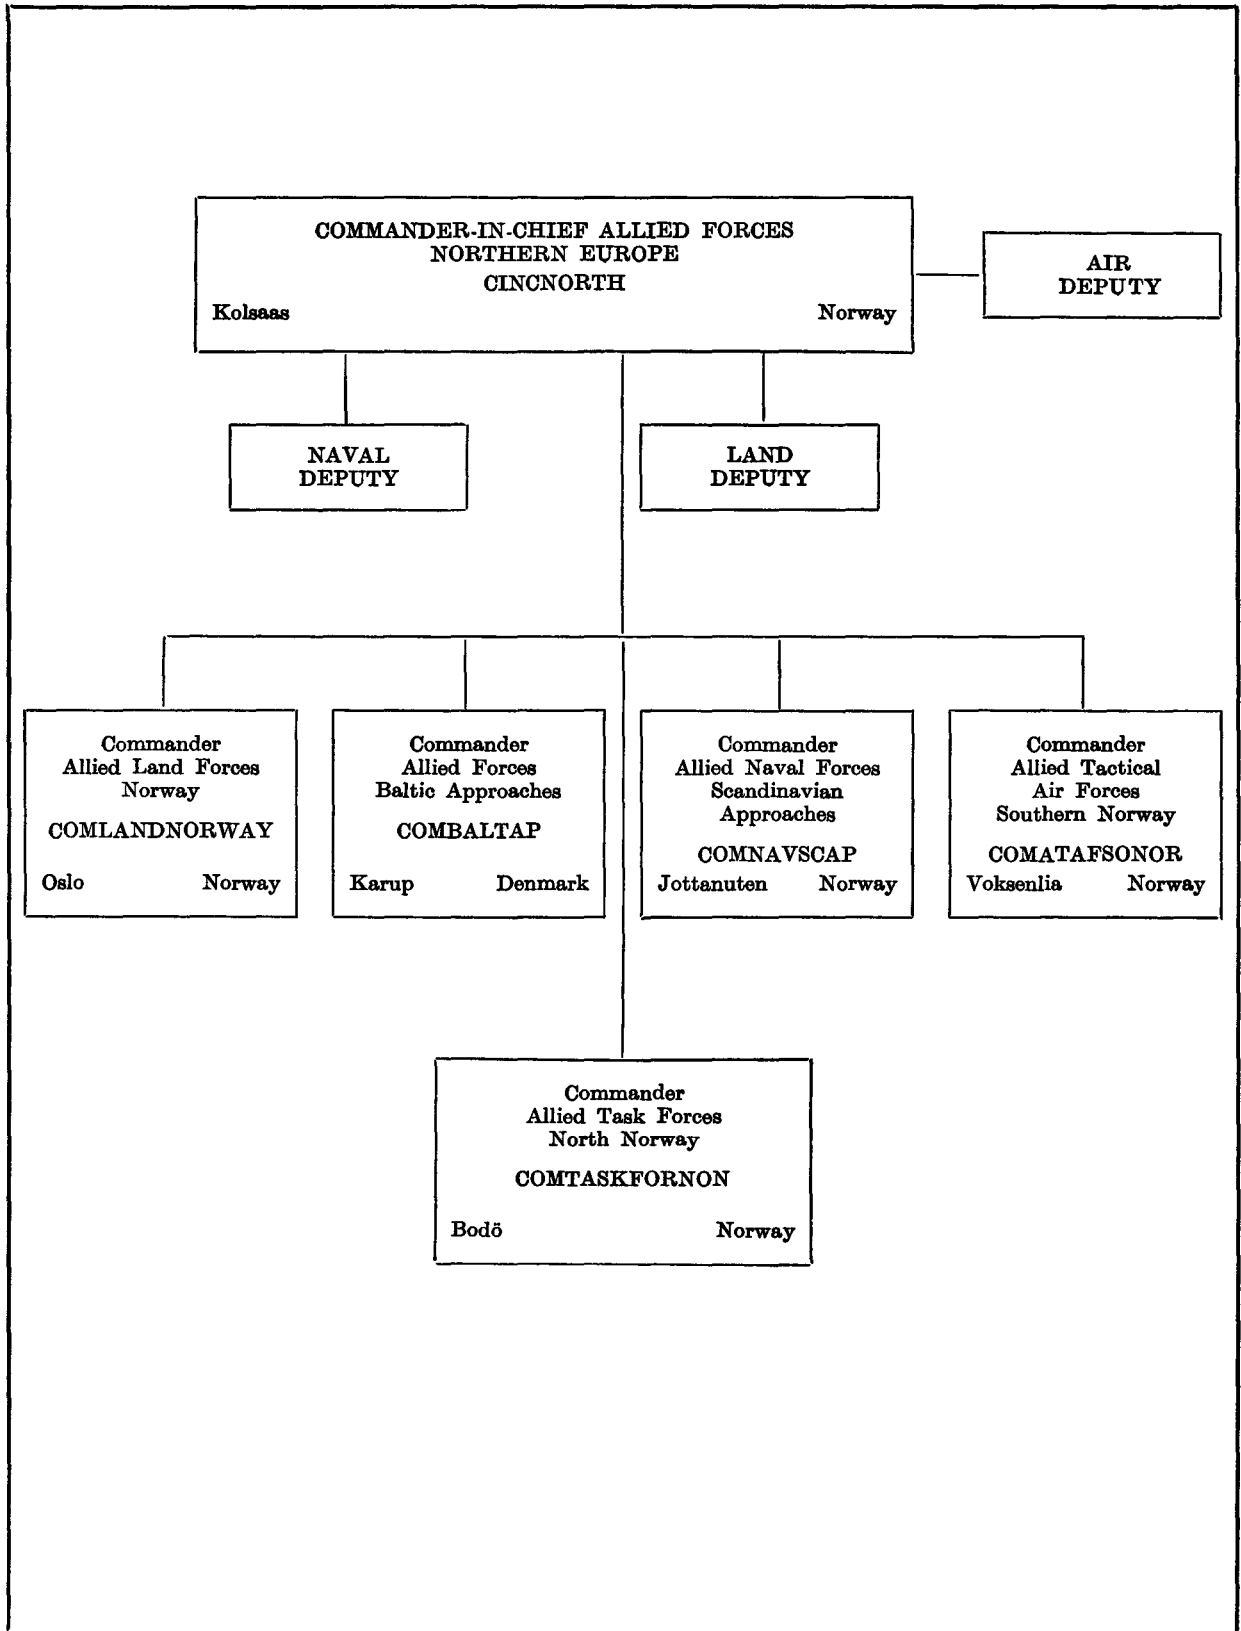 COMMANDER-IN-CHIEF ALLIED FORCES
NORTHERN EUROPE
CINCNORTH
Kolsaas Norway
AIR
DEPUTY
NAVAL
DEPUTY
LAND
DEPUTY
Commander
Allied Land Forces
Norway
COMLANDNORWAY
Oslo Norway
Commander
Allied Forces
Baltic Approaches
COMBALTAP
Karup Denmark
Commander
Allied Naval Forces
Scandinavian
Approaches
COMNAVSCAP
Jottanuten Norway
Commander
Allied Tactical
Air Forces
Southern Norway
COMATAFSONOR
Voksenlia Norway
Commander
Allied Task Forces
North Norway
COMTASKFORNON
Bodö Norway